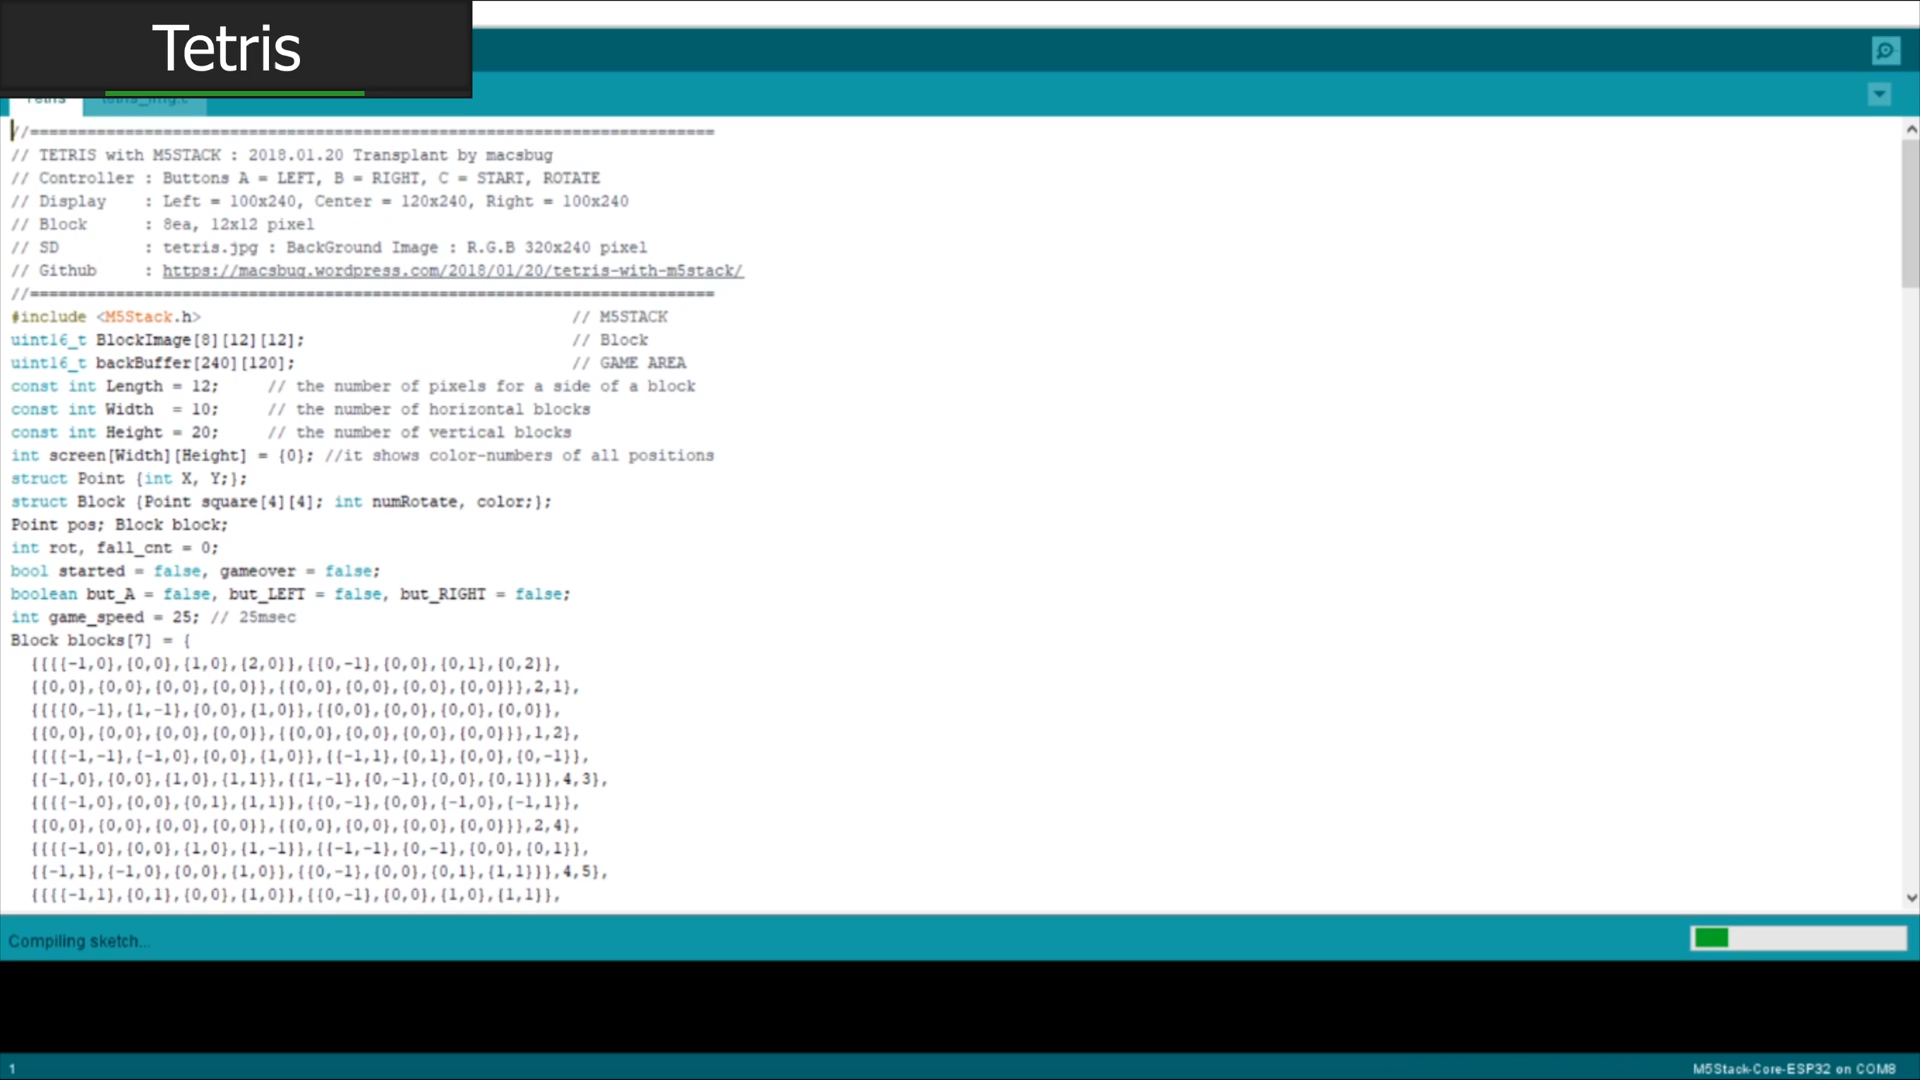 Tetris
Tetris tetris_img.c
//========================================================================
// TETRIS with M5STACK : 2018.01.20 Transplant by macsbug
// Controller : Buttons A = LEFT, B = RIGHT, C = START, ROTATE
// Display    : Left = 100x240, Center = 120x240, Right = 100x240
// Block      : 8ea, 12x12 pixel
// SD         : tetris.jpg : BackGround Image : R.G.B 320x240 pixel
// Github     : https://macsbug.wordpress.com/2018/01/20/tetris-with-m5stack/
//========================================================================
#include <M5Stack.h>                                       // M5STACK
uint16_t BlockImage[8][12][12];                            // Block
uint16_t backBuffer[240][120];                             // GAME AREA
const int Length = 12;     // the number of pixels for a side of a block
const int Width  = 10;     // the number of horizontal blocks
const int Height = 20;     // the number of vertical blocks
int screen[Width][Height] = {0}; //it shows color-numbers of all positions
struct Point {int X, Y;};
struct Block {Point square[4][4]; int numRotate, color;};
Point pos; Block block;
int rot, fall_cnt = 0;
bool started = false, gameover = false;
boolean but_A = false, but_LEFT = false, but_RIGHT = false;
int game_speed = 25; // 25msec
Block blocks[7] = {
  {{{{-1,0},{0,0},{1,0},{2,0}},{{0,-1},{0,0},{0,1},{0,2}},
  {{0,0},{0,0},{0,0},{0,0}},{{0,0},{0,0},{0,0},{0,0}}},2,1},
  {{{{0,-1},{1,-1},{0,0},{1,0}},{{0,0},{0,0},{0,0},{0,0}},
  {{0,0},{0,0},{0,0},{0,0}},{{0,0},{0,0},{0,0},{0,0}}},1,2},
  {{{{-1,-1},{-1,0},{0,0},{1,0}},{{-1,1},{0,1},{0,0},{0,-1}},
  {{-1,0},{0,0},{1,0},{1,1}},{{1,-1},{0,-1},{0,0},{0,1}}},4,3},
  {{{{-1,0},{0,0},{0,1},{1,1}},{{0,-1},{0,0},{-1,0},{-1,1}},
  {{0,0},{0,0},{0,0},{0,0}},{{0,0},{0,0},{0,0},{0,0}}},2,4},
  {{{{-1,0},{0,0},{1,0},{1,-1}},{{-1,-1},{0,-1},{0,0},{0,1}},
  {{-1,1},{-1,0},{0,0},{1,0}},{{0,-1},{0,0},{0,1},{1,1}}},4,5},
  {{{{-1,1},{0,1},{0,0},{1,0}},{{0,-1},{0,0},{1,0},{1,1}},
Compiling sketch...
1 M5Stack-Core-ESP32 on COM8